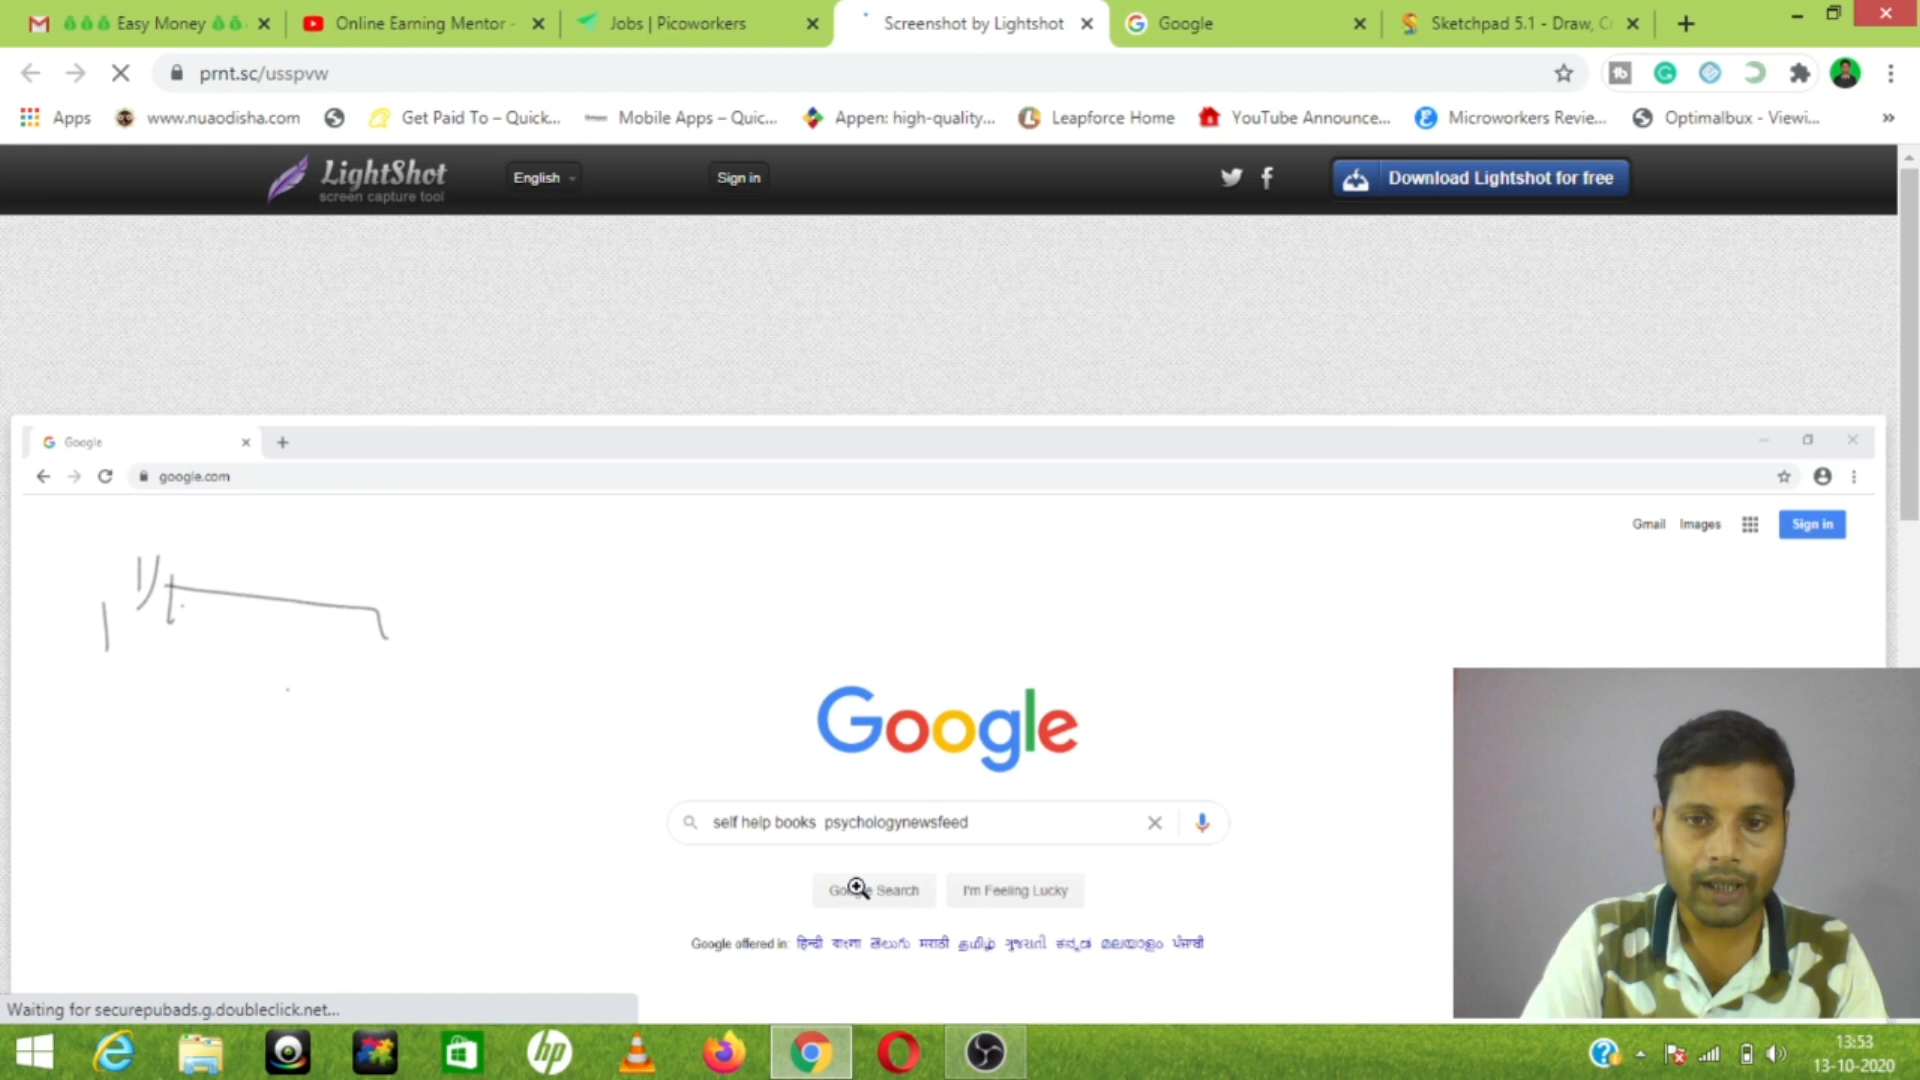 💰💰💰 Easy Money 💰💰
Online Earning Mentor -
Jobs | Picoworkers
Screenshot by Lightshot
Google
Sketchpad 5.1 - Draw, Cr
prnt.sc/usspvw
Apps
www.nuaodisha.com
Get Paid To – Quick...
Mobile Apps – Quic...
Appen: high-quality...
Leapforce Home
YouTube Announce...
Microworkers Revie...
Optimalbux - Viewi...
»
LightShot
screen capture tool
English
Sign in
Download Lightshot for free
Google
google.com
Gmail Images
Sign in
Google
self help books psychologynewsfeed
Google Search
I'm Feeling Lucky
Google offered in: हिन्दी বাংলা తెలుగు मराठी தமிழ் ગુજરાતી ಕನ್ನಡ മലയാളം ਪੰਜਾਬੀ
Waiting for securepubads.g.doubleclick.net...
hp
13:53
13-10-2020